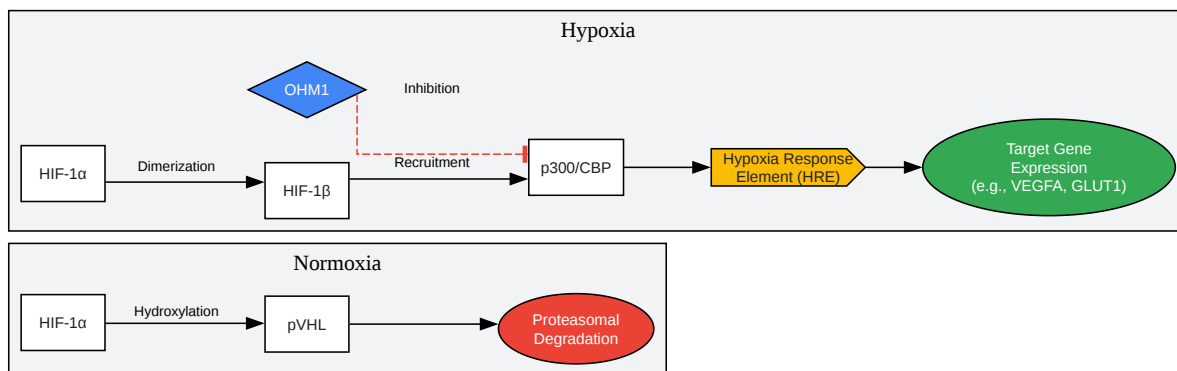 Hypoxia
OHM1
Inhibition
HIF-1α
Dimerization
HIF-1β
Recruitment
p300/CBP
Hypoxia Response
Element (HRE)
Target Gene
Expression
(e.g., VEGFA, GLUT1)
Normoxia
HIF-1α
Hydroxylation
pVHL
Proteasomal
Degradation